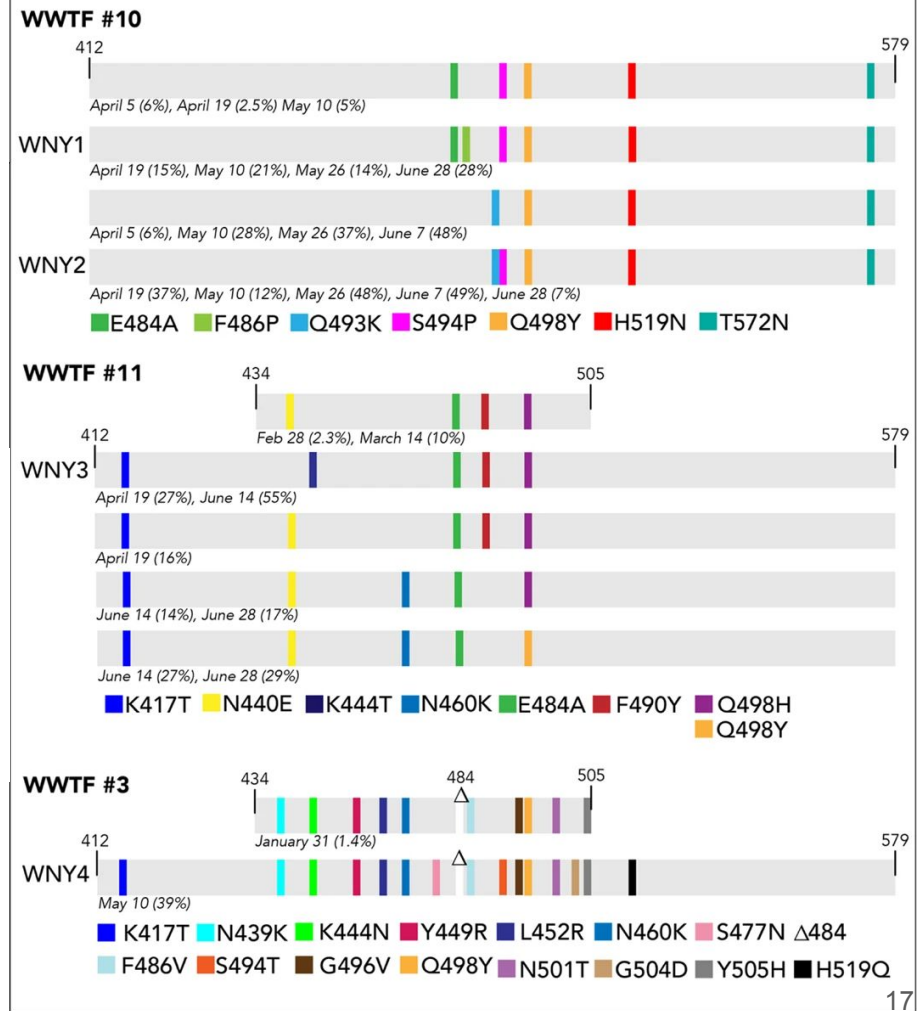 WWTF #10
412 579
April 5 (6%), April 19 (2.5%) May 10 (5%)
WNY1
April 19 (15%), May 10 (21%), May 26 (14%), June 28 (28%)
April 5 (6%), May 10 (28%), May 26 (37%), June 7 (48%)
WNY2
April 19 (37%), May 10 (12%), May 26 (48%), June 7 (49%), June 28 (7%)
E484A F486P Q493K S494P Q498Y H519N T572N
WWTF #11
434 505
Feb 28 (2.3%), March 14 (10%)
412 579
WNY3
April 19 (27%), June 14 (55%)
April 19 (16%)
June 14 (14%), June 28 (17%)
June 14 (27%), June 28 (29%)
K417T N440E K444T N460K E484A F490Y Q498H
Q498Y
WWTF #3
434 484 505
Δ
January 31 (1.4%)
412 579
Δ
WNY4
May 10 (39%)
K417T N439K K444N Y449R L452R N460K S477N Δ484
F486V S494T G496V Q498Y N501T G504D Y505H H519Q
17